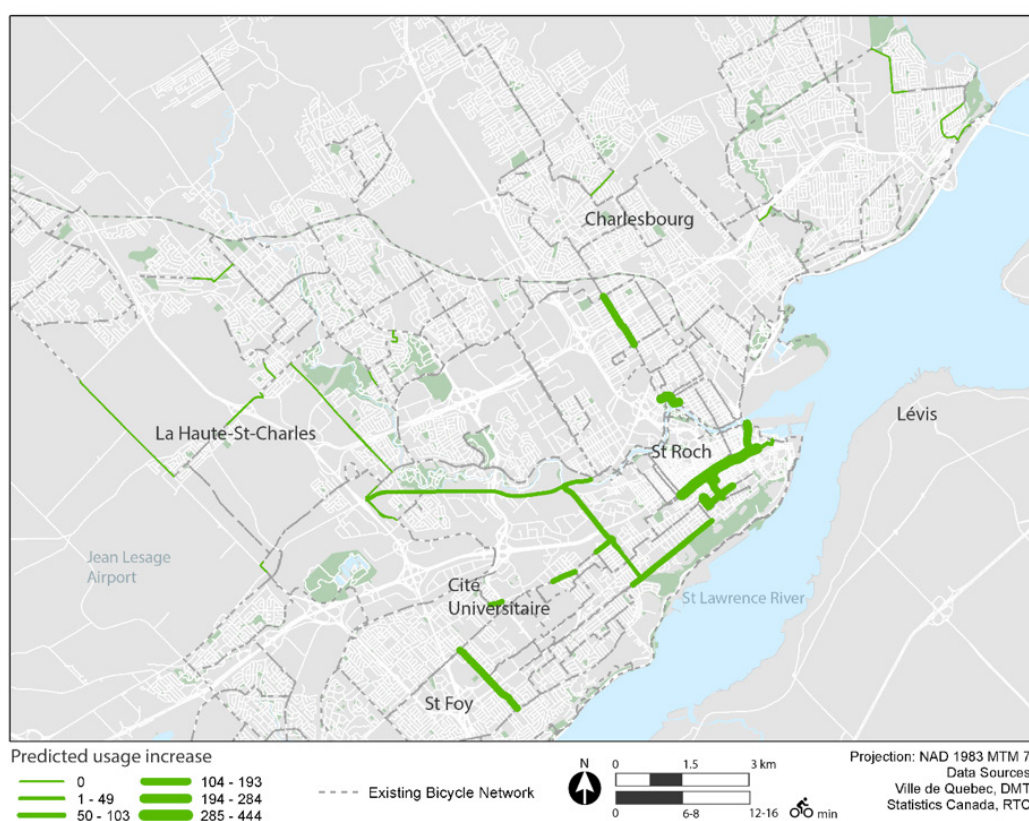 Charlesbourg
La Haute-St-Charles
St Roch
Lévis
Jean Lesage
Airport
Cité
Universitaire
St Lawrence River
St Foy
Predicted usage increase
0
1 - 49
50 - 103
104 - 193
194 - 284
285 - 444
Existing Bicycle Network
N
0 1.5 3 km
0 6-8 12-16 min
Projection: NAD 1983 MTM 7
Data Sources
Ville de Quebec, DMT
Statistics Canada, RTC